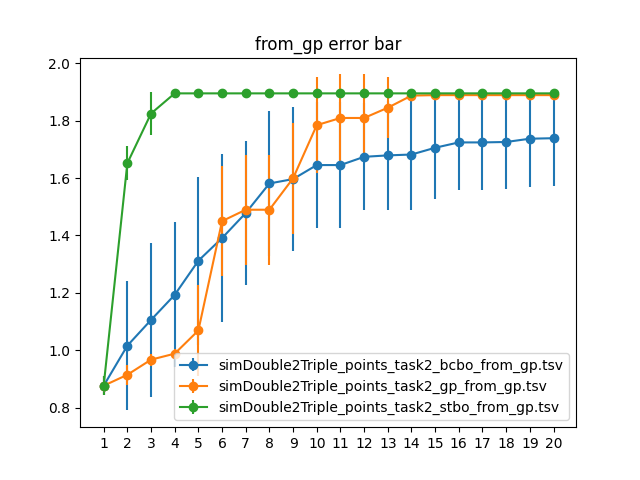 from_gp error bar
2.0
1.8
1.6
1.4
1.2
1.0
0.8
simDouble2Triple_points_task2_bcbo_from_gp.tsv
simDouble2Triple_points_task2_gp_from_gp.tsv
simDouble2Triple_points_task2_stbo_from_gp.tsv
1 2 3 4 5 6 7 8 9 10 11 12 13 14 15 16 17 18 19 20